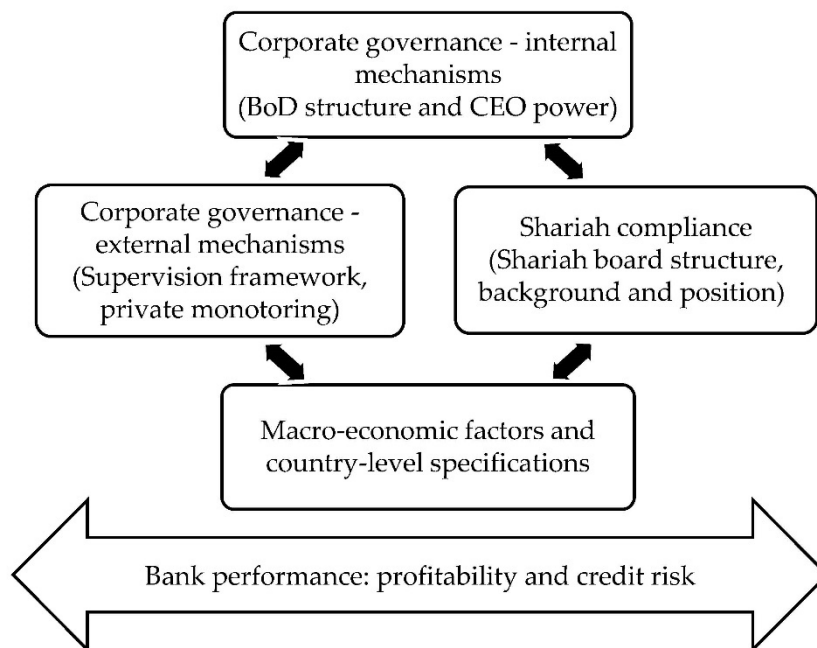 Corporate governance - internal
mechanisms
(BoD structure and CEO power)
Corporate governance -
external mechanisms
(Supervision framework,
private monotoring)
Shariah compliance
(Shariah board structure,
background and position)
Macro-economic factors and
country-level specifications
Bank performance: profitability and credit risk